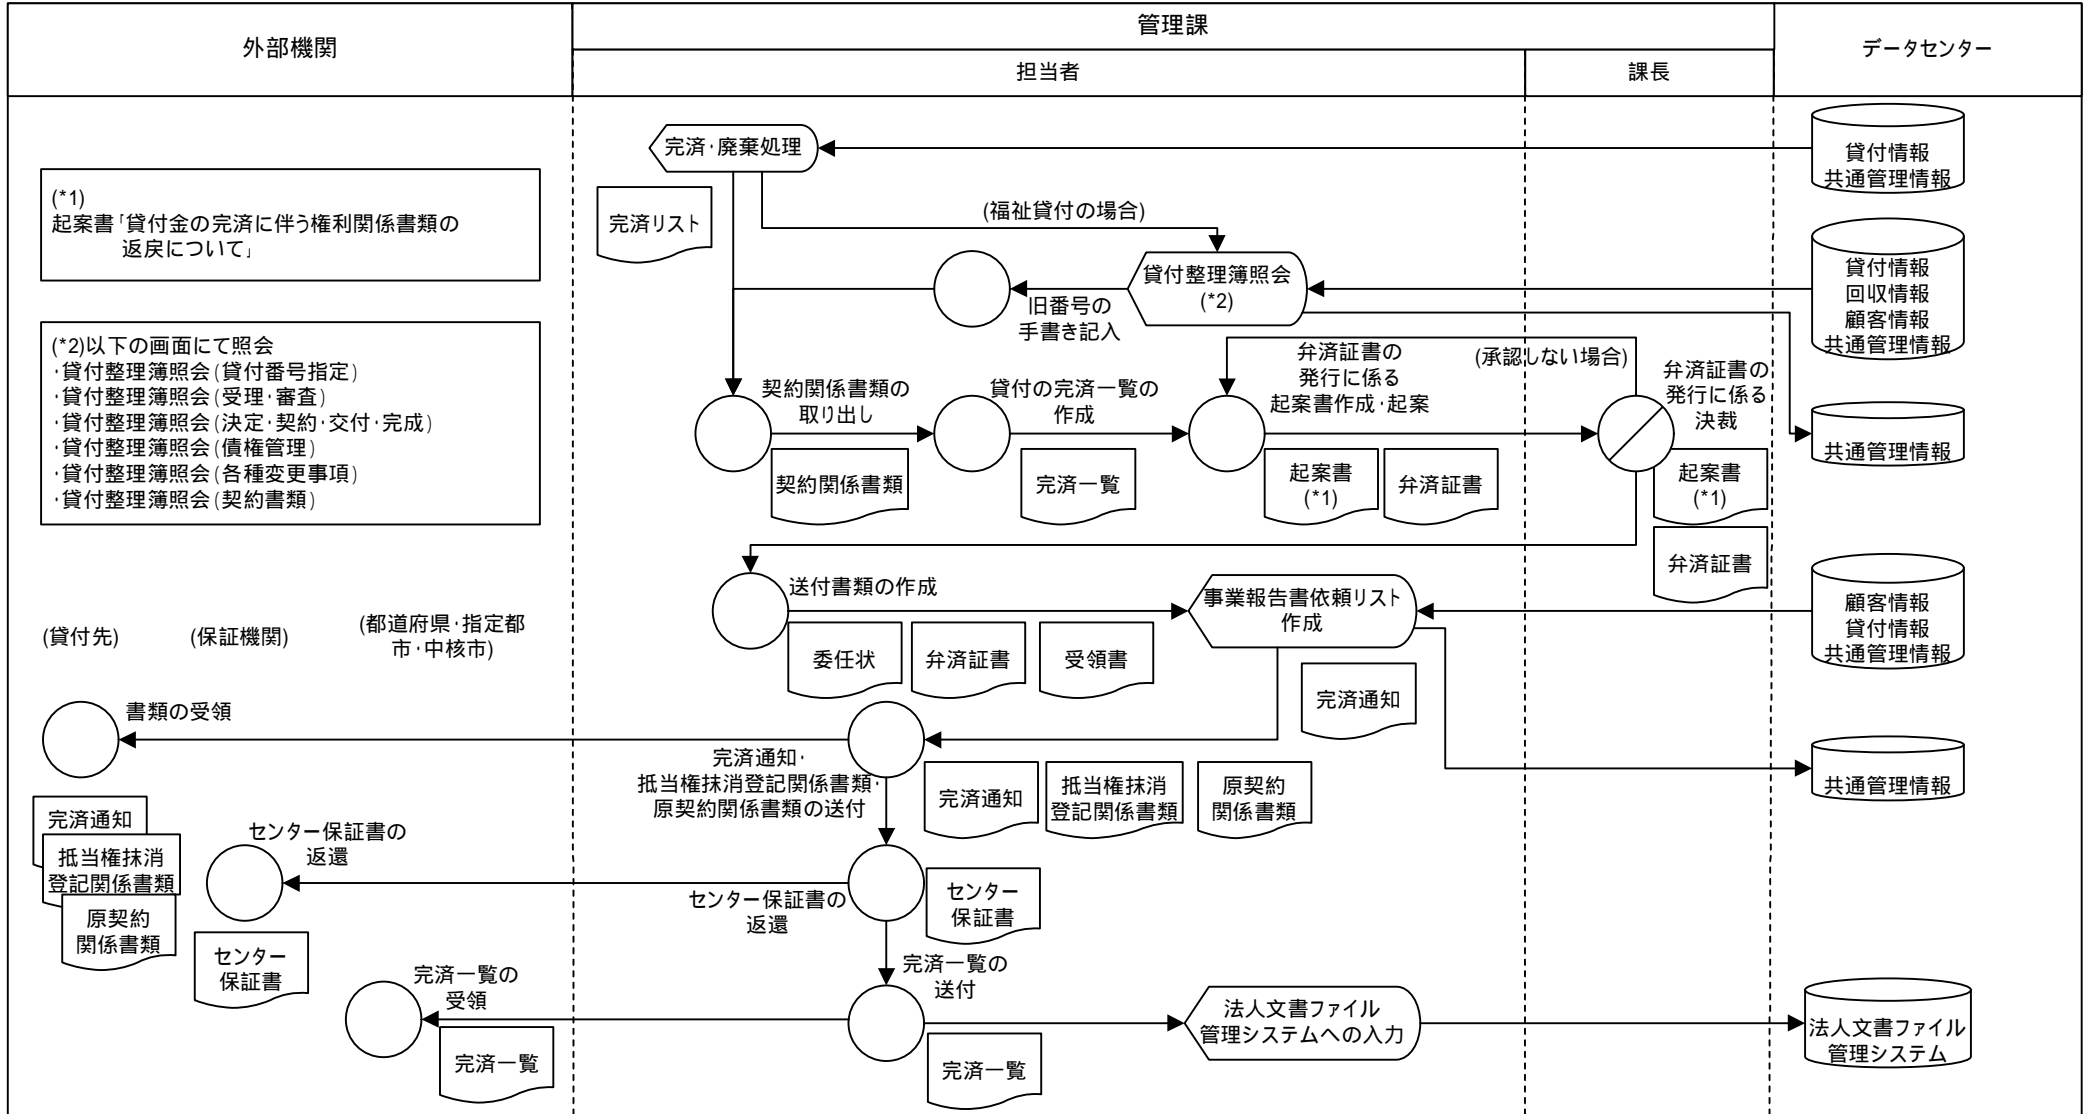 外部機関
管理課
データセンター
担当者
課長
完済・廃棄処理
貸付情報
共通管理情報
(*1)
起案書「貸付金の完済に伴う権利関係書類の
返戻について」
完済リスト
(福祉貸付の場合)
貸付整理簿照会
(*2)
旧番号の
手書き記入
貸付情報
回収情報
顧客情報
共通管理情報
(*2)以下の画面にて照会
・貸付整理簿照会(貸付番号指定)
・貸付整理簿照会(受理・審査)
・貸付整理簿照会(決定・契約・交付・完成)
・貸付整理簿照会(債権管理)
・貸付整理簿照会(各種変更事項)
・貸付整理簿照会(契約書類)
契約関係書類の
取り出し
貸付の完済一覧の
作成
弁済証書の
発行に係る
起案書作成・起案
(承認しない場合)
弁済証書の
発行に係る
決裁
共通管理情報
契約関係書類
完済一覧
起案書
(*1)
弁済証書
起案書
(*1)
弁済証書
送付書類の作成
事業報告書依頼リスト
作成
顧客情報
貸付情報
共通管理情報
(貸付先)
(保証機関)
(都道府県・指定都
市・中核市)
委任状
弁済証書
受領書
完済通知
書類の受領
完済通知・
抵当権抹消登記関係書類・
原契約関係書類の送付
完済通知
抵当権抹消
登記関係書類
原契約
関係書類
共通管理情報
完済通知
抵当権抹消
登記関係書類
原契約
関係書類
センター保証書の
返還
センター
保証書
センター保証書の
返還
センター
保証書
完済一覧の
受領
完済一覧の
送付
法人文書ファイル
管理システムへの入力
法人文書ファイル
管理システム
完済一覧
完済一覧